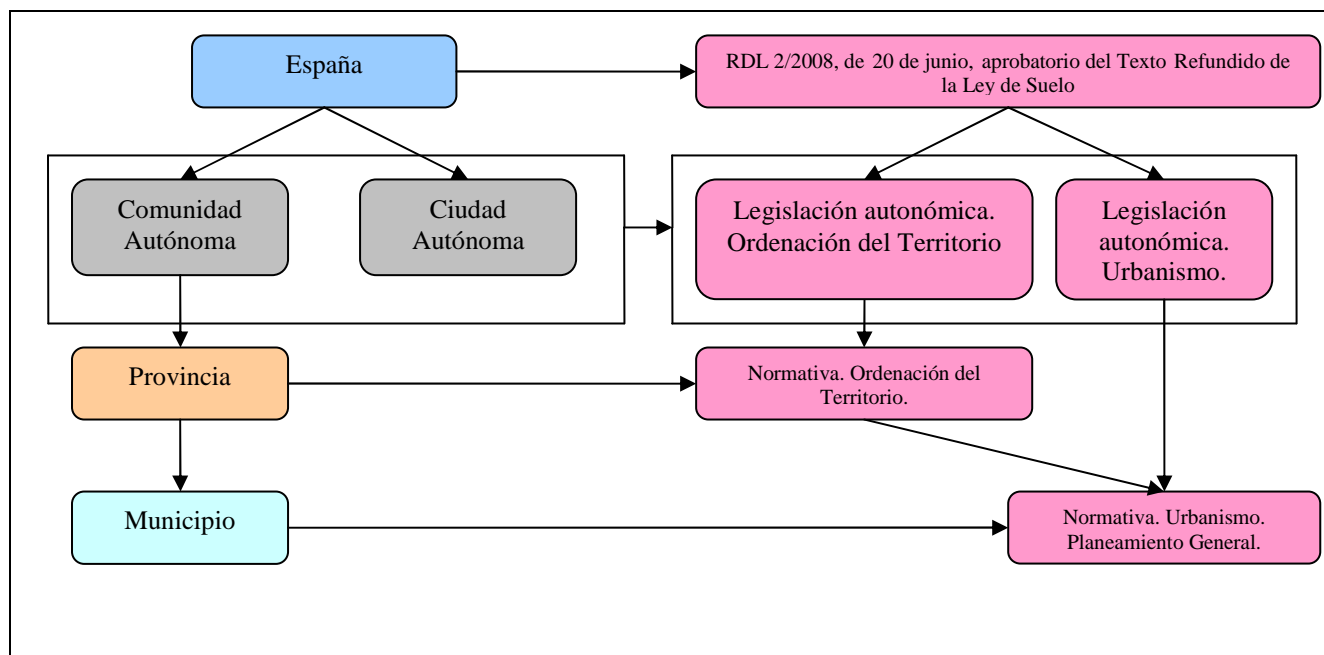 España
RDL 2/2008, de 20 de junio, aprobatorio del Texto Refundido de
la Ley de Suelo
Comunidad
Autónoma
Ciudad
Autónoma
Legislación autonómica.
Ordenación del Territorio
Legislación
autonómica.
Urbanismo.
Provincia
Normativa. Ordenación del
Territorio.
Municipio
Normativa. Urbanismo.
Planeamiento General.